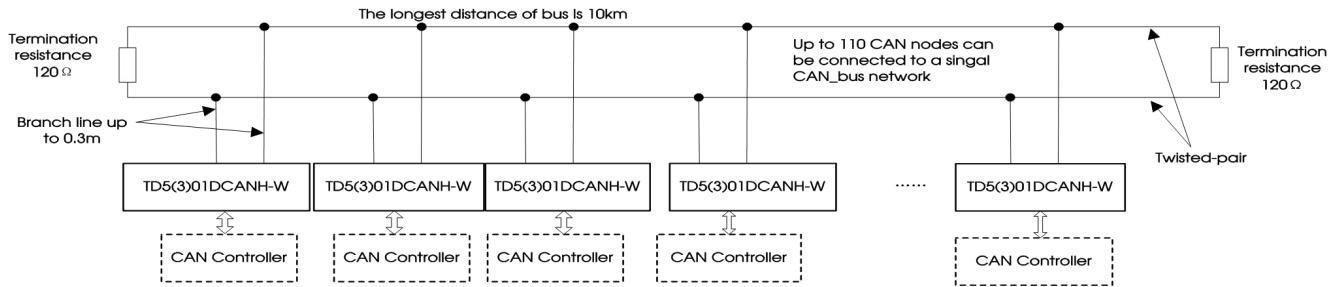 The longest distance of bus Is 10km
Termination
resistance
120 Ω
Up to 110 CAN nodes can
be connected to a singal
CAN_bus network
Termination
resistance
120 Ω
Branch line up
to 0.3m
Twisted-pair
TD5(3)01DCANH-W
TD5(3)01DCANH-W
TD5(3)01DCANH-W
TD5(3)01DCANH-W
......
TD5(3)01DCANH-W
CAN Controller
CAN Controller
CAN Controller
CAN Controller
CAN Controller